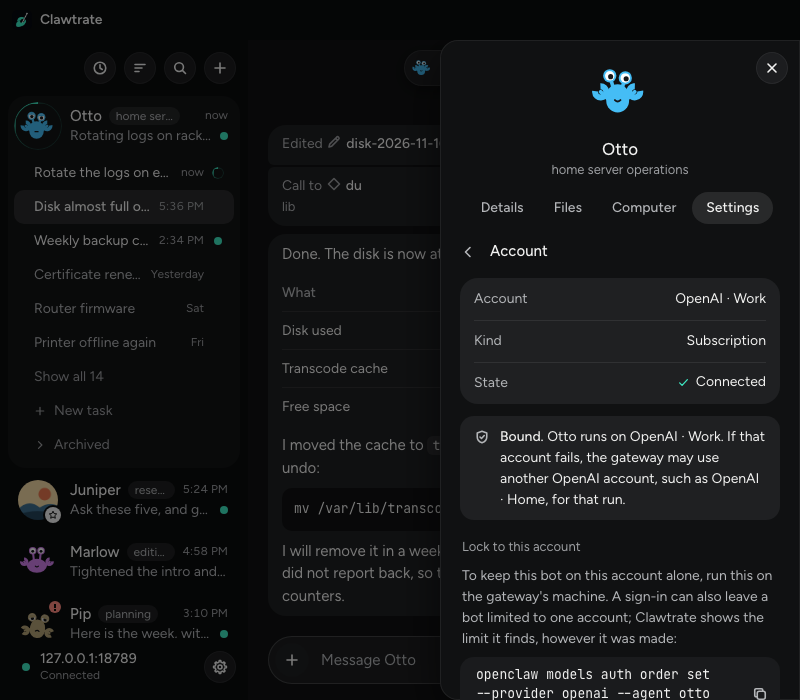 Clawtrate
Otto home ser... now
Rotating logs on rack...
Rotate the logs on e... now
Disk almost full o... 5:36 PM
Weekly backup c... 2:34 PM
Certificate rene... Yesterday
Router firmware Sat
Printer offline again Fri
Show all 14
+ New task
Archived
Juniper rese... 5:24 PM
Ask these five, and g...
Marlow editi... 4:58 PM
Tightened the intro and...
Pip planning 3:10 PM
Here is the week. wit...
127.0.0.1:18789
Connected
Edited disk-2026-11-1
Call to du
lib
Done. The disk is now at
What
Disk used
Transcode cache
Free space
I moved the cache to
undo:
mv /var/lib/transco
I will remove it in a week
did not report back, so t
counters.
Message Otto
Otto
home server operations
Details Files Computer Settings
Account
Account OpenAI · Work
Kind Subscription
State Connected
Bound. Otto runs on OpenAI · Work. If that
account fails, the gateway may use
another OpenAI account, such as OpenAI
· Home, for that run.
Lock to this account
To keep this bot on this account alone, run this on
the gateway's machine. A sign-in can also leave a
bot limited to one account; Clawtrate shows the
limit it finds, however it was made:
openclaw models auth order set
--provider openai --agent otto